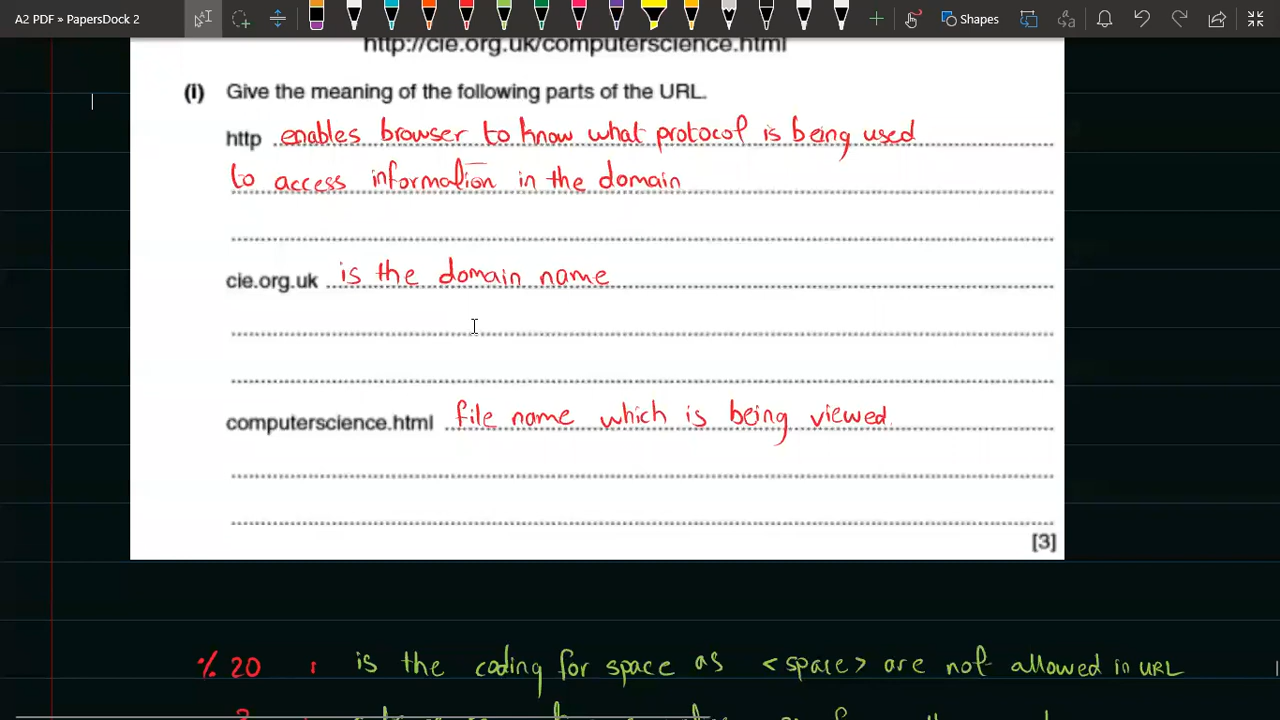 A2 PDF » PapersDock 2
Shapes
http://cie.org.uk/computerscience.html
(i) Give the meaning of the following parts of the URL.
http enables browser to know what protocol is being used
to access information in the domain
cie.org.uk is the domain name
computerscience.html file name which is being viewed.
[3]
%20 : is the coding for space as <space> are not allowed in URL